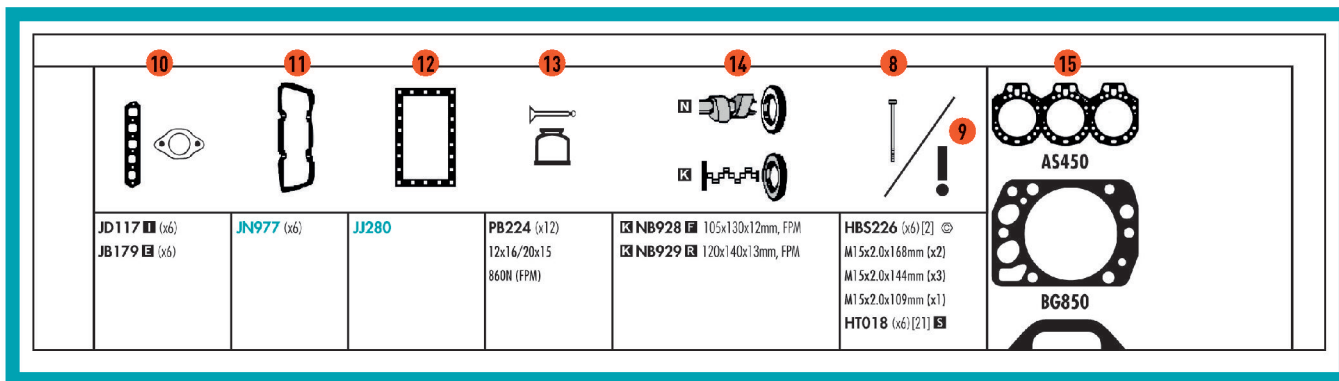 10
11
12
13
14
8
15
N
9
K
AS450
JD117 I (x6)
JB179 E (x6)
JN977 (x6)
JJ280
PB224 (x12)
12x16/20x15
860N (FPM)
K NB928 F 105x130x12mm, FPM
K NB929 R 120x140x13mm, FPM
HBS226 (x6)[2] ©
M15x2.0x168mm (x2)
M15x2.0x144mm (x3)
M15x2.0x109mm (x1)
HT018 (x6)[21] S
BG850